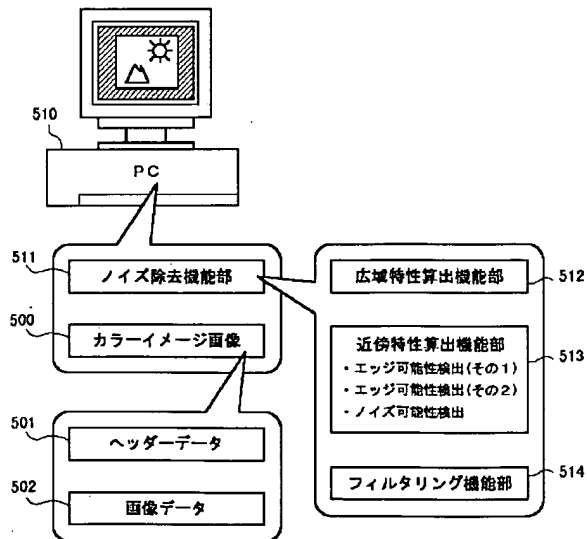 510
PC
511
ノイズ除去機能部
500
カラーイメージ画像
501
ヘッダーデータ
502
画像データ
広域特性算出機能部
512
近傍特性算出機能部
・エッジ可能性検出(その1)
・エッジ可能性検出(その2)
・ノイズ可能性検出
513
フィルタリング機能部
514